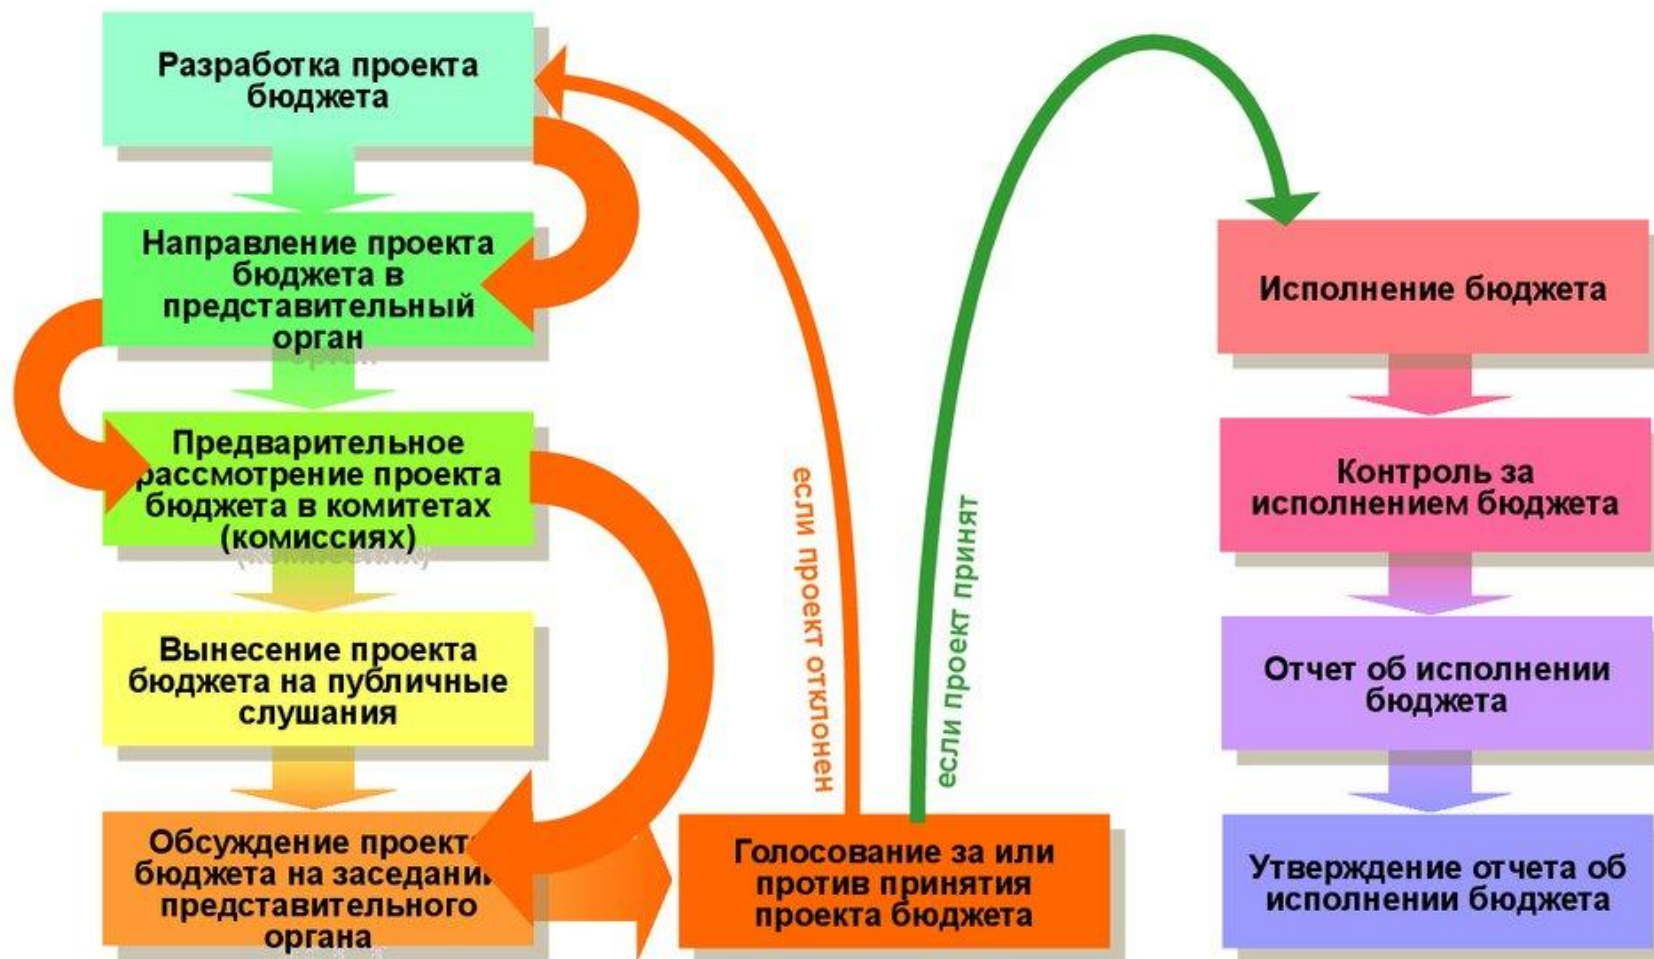 Разработка проекта
бюджета
Направление проекта
бюджета в
представительный
орган
Предварительное
рассмотрение проекта
бюджета в комитетах
(комиссиях)
Вынесение проекта
бюджета на публичные
слушания
Обсуждение проекта
бюджета на заседании
представительного
органа
если проект отклонен
если проект принят
Голосование за или
против принятия
проекта бюджета
Исполнение бюджета
Контроль за
исполнением бюджета
Отчет об исполнении
бюджета
Утверждение отчета об
исполнении бюджета